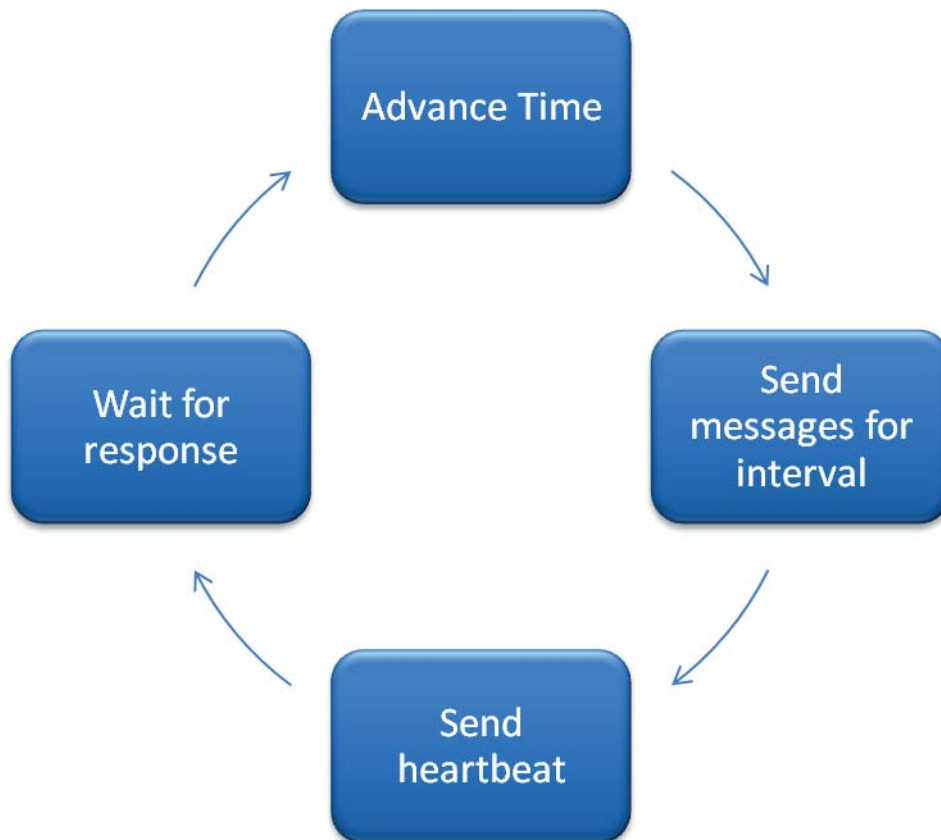 Advance Time
Send
messages for
interval
Send
heartbeat
Wait for
response